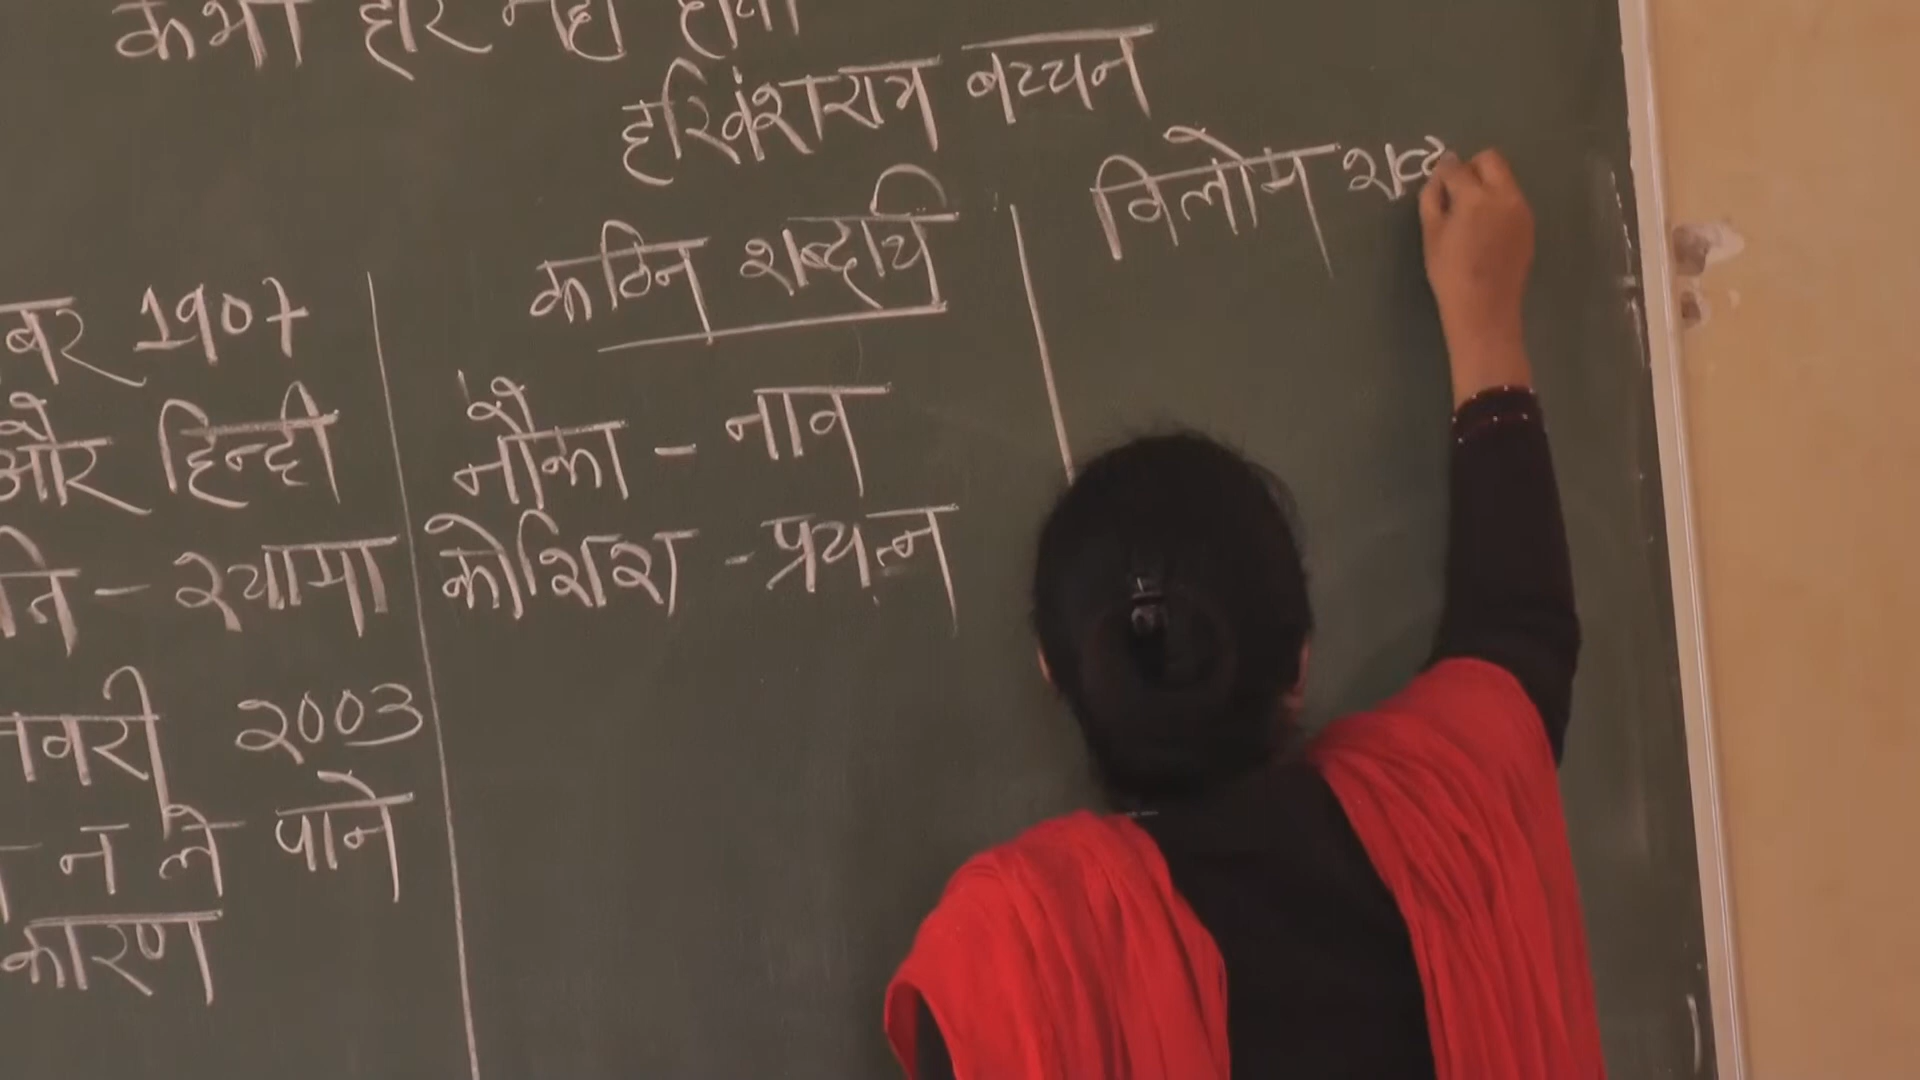 कभी हार नहीं होती
हरिवंशराय बच्चन
बर 1907
और हिन्दी
ति - श्यामा
नवरी 2003
न ले पाने
कारण
कठिन शब्दार्थ
नौका - नाव
कोशिश - प्रयत्न
विलोम शब्द